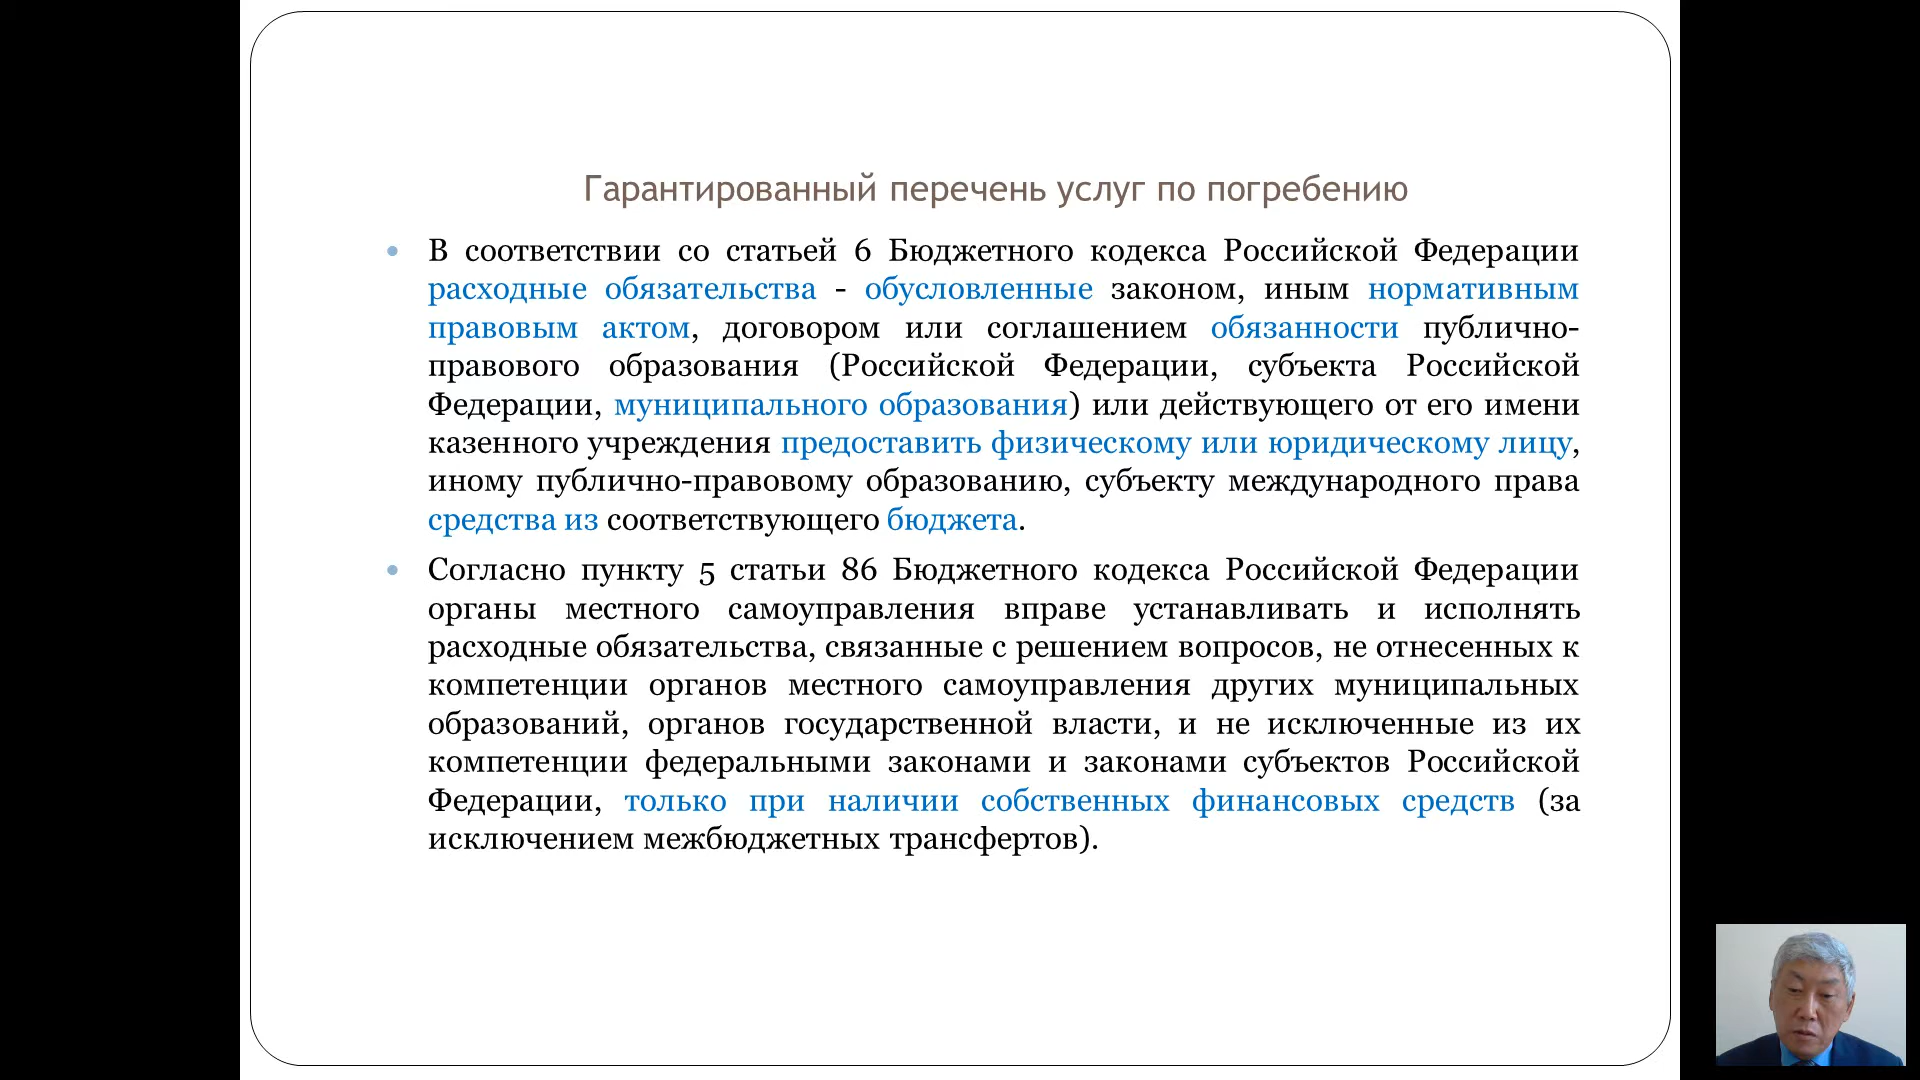 Гарантированный перечень услуг по погребению
В соответствии со статьей 6 Бюджетного кодекса Российской Федерации
расходные обязательства - обусловленные законом, иным нормативным
правовым актом, договором или соглашением обязанности публично-
правового образования (Российской Федерации, субъекта Российской
Федерации, муниципального образования) или действующего от его имени
казенного учреждения предоставить физическому или юридическому лицу,
иному публично-правовому образованию, субъекту международного права
средства из соответствующего бюджета.
Согласно пункту 5 статьи 86 Бюджетного кодекса Российской Федерации
органы местного самоуправления вправе устанавливать и исполнять
расходные обязательства, связанные с решением вопросов, не отнесенных к
компетенции органов местного самоуправления других муниципальных
образований, органов государственной власти, и не исключенные из их
компетенции федеральными законами и законами субъектов Российской
Федерации, только при наличии собственных финансовых средств (за
исключением межбюджетных трансфертов).